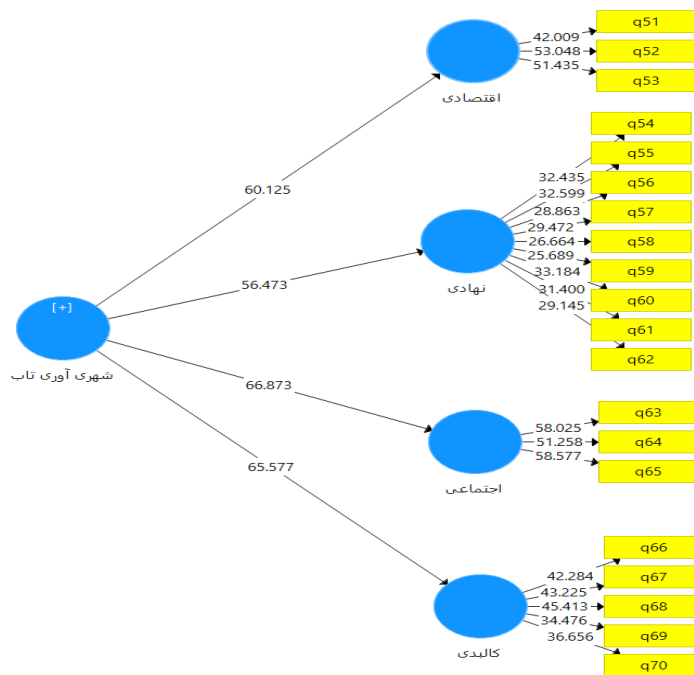 q51
42.009
q52
53.048
q53
51.435
اقتصادی
q54
32.435
q55
32.599
q56
28.863
q57
29.472
q58
26.664
q59
25.689
q60
33.184
q61
31.400
q62
29.145
نهادی
60.125
56.473
66.873
65.577
[+]
شهری آوری تاب
q63
58.025
q64
51.258
q65
58.577
اجتماعی
q66
42.284
q67
43.225
q68
45.413
q69
34.476
q70
36.656
کالبدی